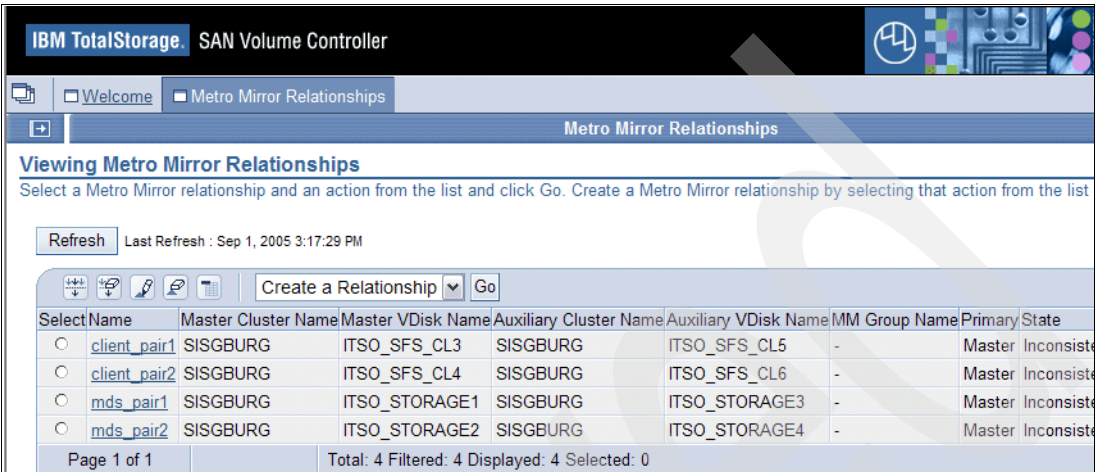 IBM TotalStorage. SAN Volume Controller
Welcome Metro Mirror Relationships
Metro Mirror Relationships
Viewing Metro Mirror Relationships
Select a Metro Mirror relationship and an action from the list and click Go. Create a Metro Mirror relationship by selecting that action from the list
Refresh Last Refresh : Sep 1, 2005 3:17:29 PM
Create a Relationship Go
Select Name Master Cluster Name Master VDisk Name Auxiliary Cluster Name Auxiliary VDisk Name MM Group Name Primary State
client_pair1 SISGBURG ITSO_SFS_CL3 SISGBURG ITSO_SFS_CL5 - Master Inconsiste
client_pair2 SISGBURG ITSO_SFS_CL4 SISGBURG ITSO_SFS_CL6 - Master Inconsiste
mds_pair1 SISGBURG ITSO_STORAGE1 SISGBURG ITSO_STORAGE3 - Master Inconsiste
mds_pair2 SISGBURG ITSO_STORAGE2 SISGBURG ITSO_STORAGE4 - Master Inconsiste
Page 1 of 1 Total: 4 Filtered: 4 Displayed: 4 Selected: 0